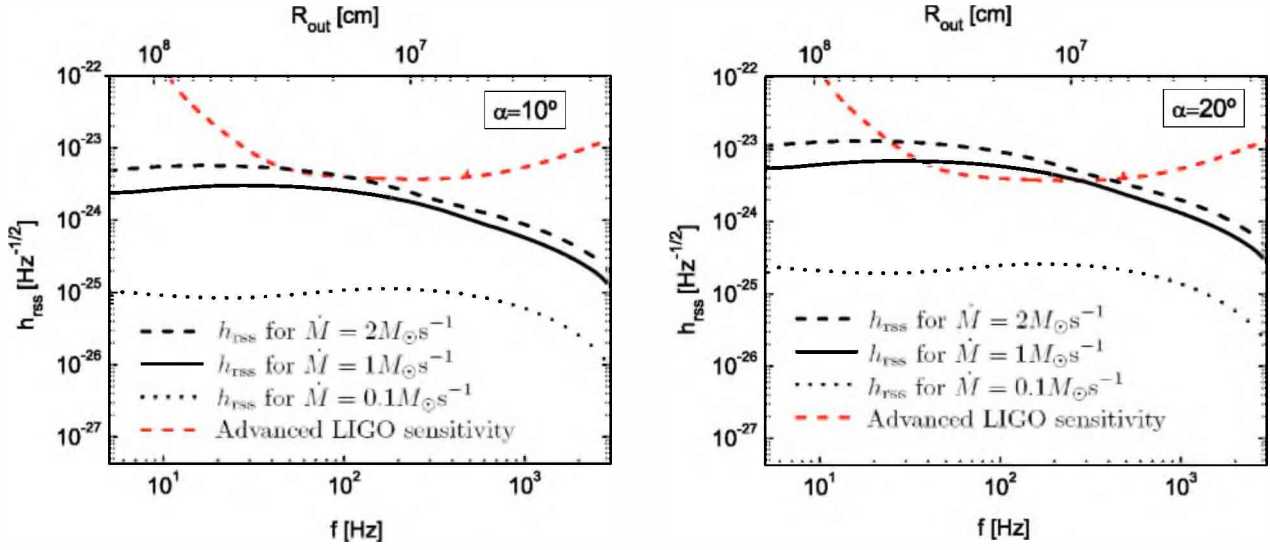 R_out [cm]
10^8 10^7
10^-22
10^-23
10^-24
10^-25
10^-26
10^-27
h_rss [Hz^-1/2]
α=10º
h_rss for Ṁ = 2M_⊙s^-1
h_rss for Ṁ = 1M_⊙s^-1
h_rss for Ṁ = 0.1M_⊙s^-1
Advanced LIGO sensitivity
10^1 10^2 10^3
f [Hz]
R_out [cm]
10^8 10^7
10^-22
10^-23
10^-24
10^-25
10^-26
10^-27
h_rss [Hz^-1/2]
α=20º
h_rss for Ṁ = 2M_⊙s^-1
h_rss for Ṁ = 1M_⊙s^-1
h_rss for Ṁ = 0.1M_⊙s^-1
Advanced LIGO sensitivity
10^1 10^2 10^3
f [Hz]